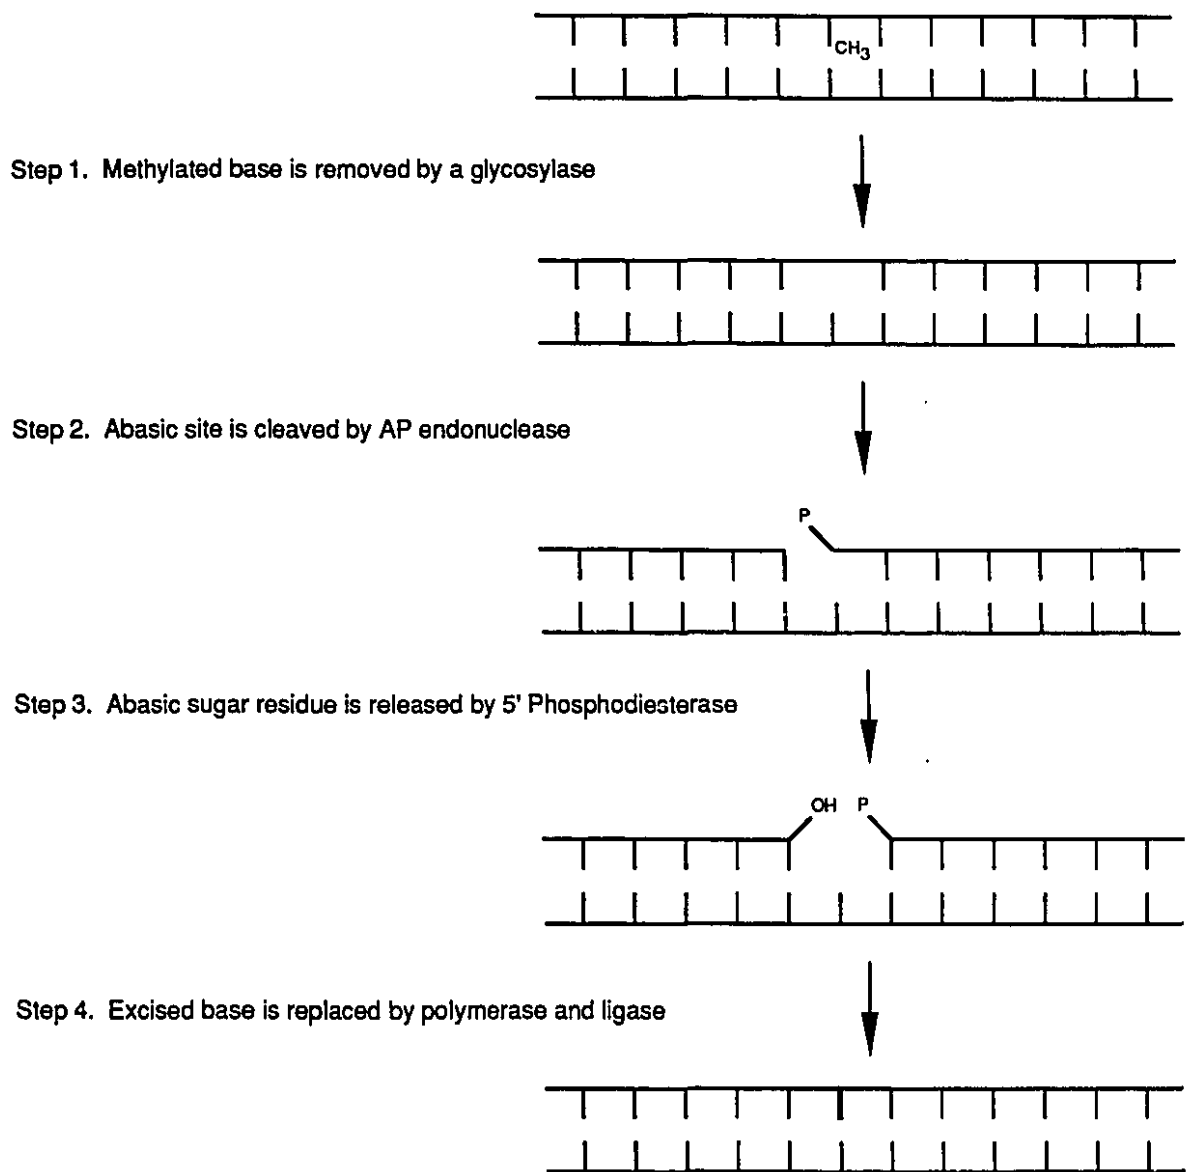 CH3
Step 1. Methylated base is removed by a glycosylase
Step 2. Abasic site is cleaved by AP endonuclease
P
Step 3. Abasic sugar residue is released by 5' Phosphodiesterase
OH P
Step 4. Excised base is replaced by polymerase and ligase